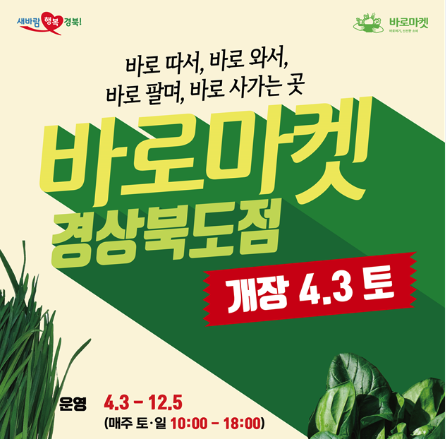 새바람 행복 경북!
바로마켓
바로 따서, 바로 와서,
바로 팔며, 바로 사가는 곳
바로마켓
경상북도점
개장 4.3 토
운영 4.3 – 12.5
(매주 토·일 10:00 – 18:00)